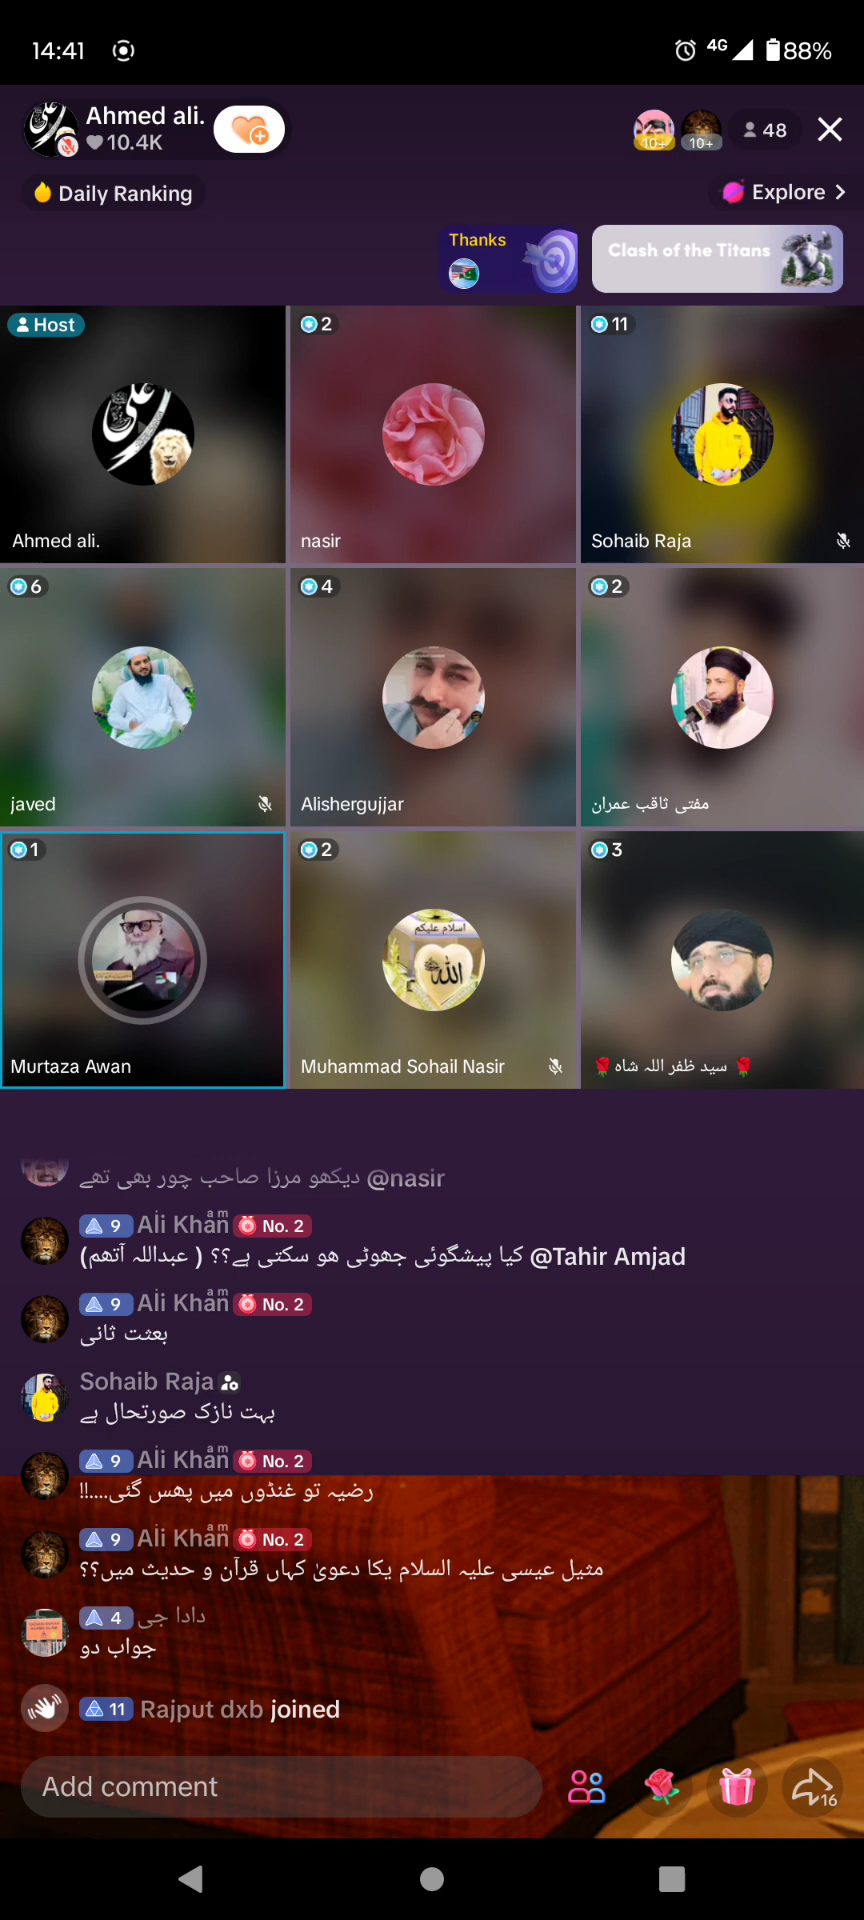 14:41
4G
88%
Ahmed ali.
10.4K
10+
10+
48
Daily Ranking
Explore
Thanks
Clash of the Titans
Host
Ahmed ali.
2
nasir
11
Sohaib Raja
6
javed
4
Alishergujjar
2
مفتی ثاقب عمران
1
Murtaza Awan
2
اسلام علیکم
الله
Muhammad Sohail Nasir
3
🌹سید ظفر اللہ شاہ 🌹
@nasir دیکھو مرزا صاحب چور بھی تھے
9 Ali Khan No. 2
@Tahir Amjad کیا پیشگوئی جھوٹی ھو سکتی ہے؟؟ ( عبداللہ آتھم)
9 Ali Khan No. 2
بعثت ثانی
Sohaib Raja
بہت نازک صورتحال ہے
9 Ali Khan No. 2
رضیہ تو غنڈوں میں پھس گئی....!!
9 Ali Khan No. 2
مثیل عیسی علیہ السلام یکا دعویٰ کہاں قرآن و حدیث میں؟؟
4 دادا جی
جواب دو
11 Rajput dxb joined
Add comment
16